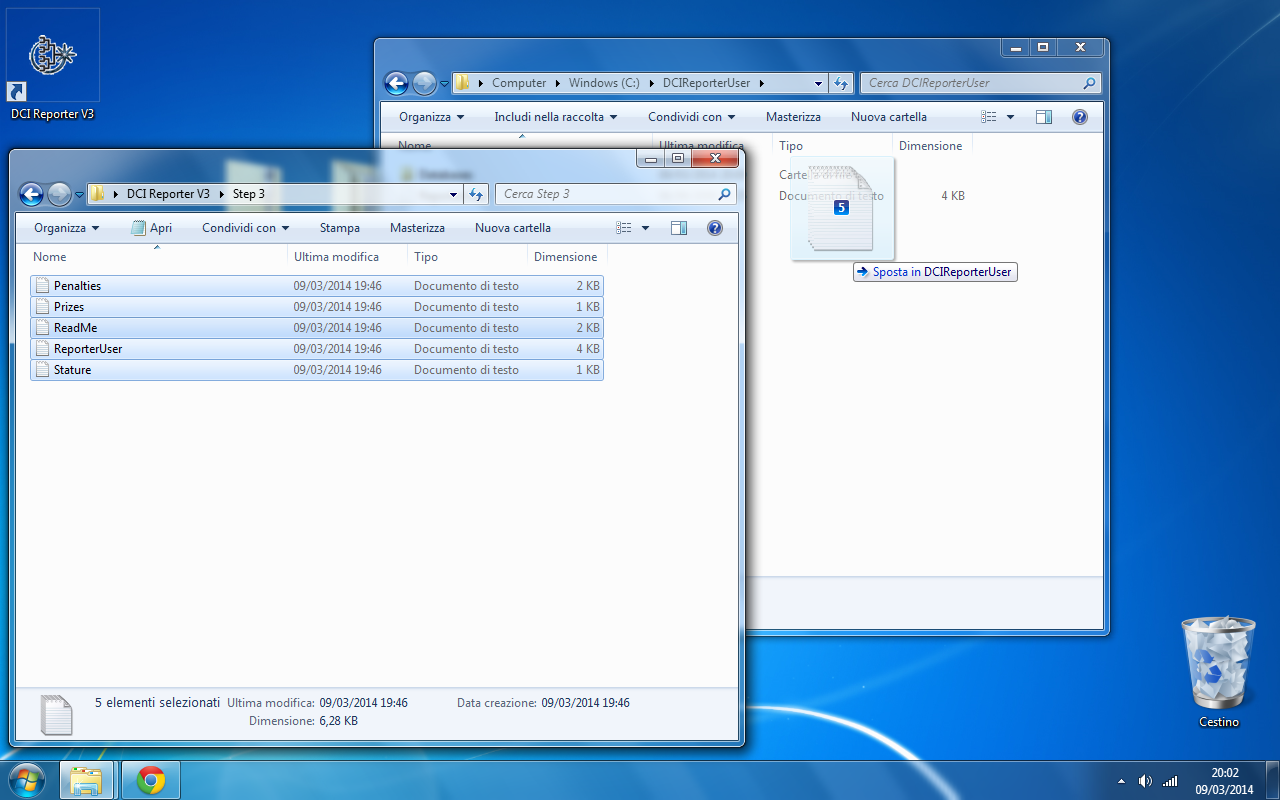 DCI Reporter V3
Computer Windows (C:) DCIReporterUser
Cerca DCIReporterUser
Organizza Includi nella raccolta Condividi con Masterizza Nuova cartella
Nome Ultima modifica Tipo Dimensione
Documento di testo 4 KB
5
Sposta in DCIReporterUser
DCI Reporter V3 Step 3
Cerca Step 3
Organizza Apri Condividi con Stampa Masterizza Nuova cartella
Nome Ultima modifica Tipo Dimensione
Penalties 09/03/2014 19:46 Documento di testo 2 KB
Prizes 09/03/2014 19:46 Documento di testo 1 KB
ReadMe 09/03/2014 19:46 Documento di testo 2 KB
ReporterUser 09/03/2014 19:46 Documento di testo 4 KB
Stature 09/03/2014 19:46 Documento di testo 1 KB
5 elementi selezionati Ultima modifica: 09/03/2014 19:46 Data creazione: 09/03/2014 19:46
Dimensione: 6,28 KB
Cestino
20:02
09/03/2014